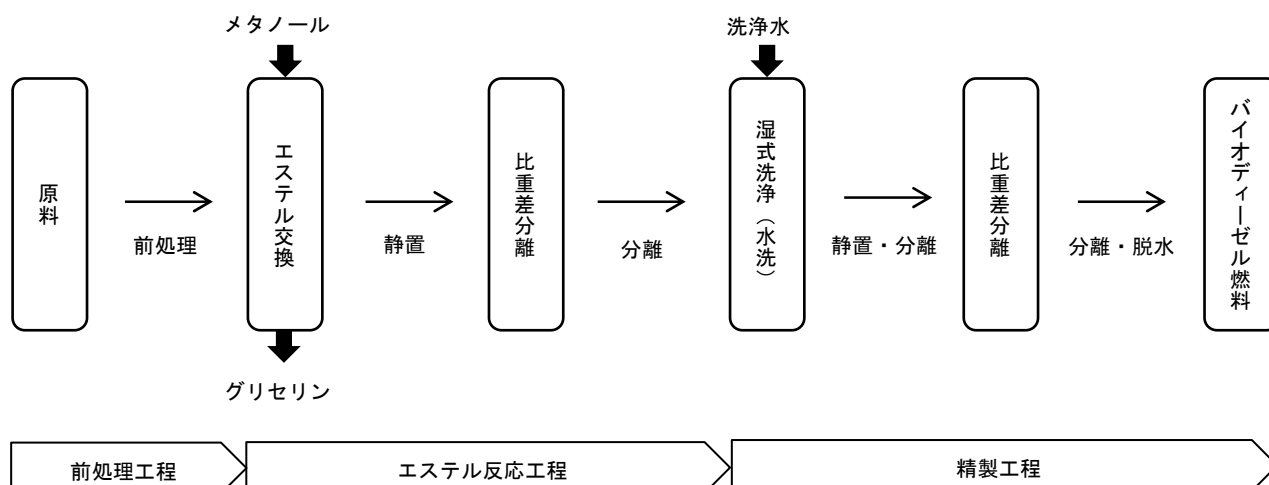 メタノール
洗浄水
原料
前処理
エステル交換
静置
比重差分離
分離
湿式洗浄（水洗）
静置・分離
比重差分離
分離・脱水
バイオディーゼル燃料
グリセリン
前処理工程
エステル反応工程
精製工程